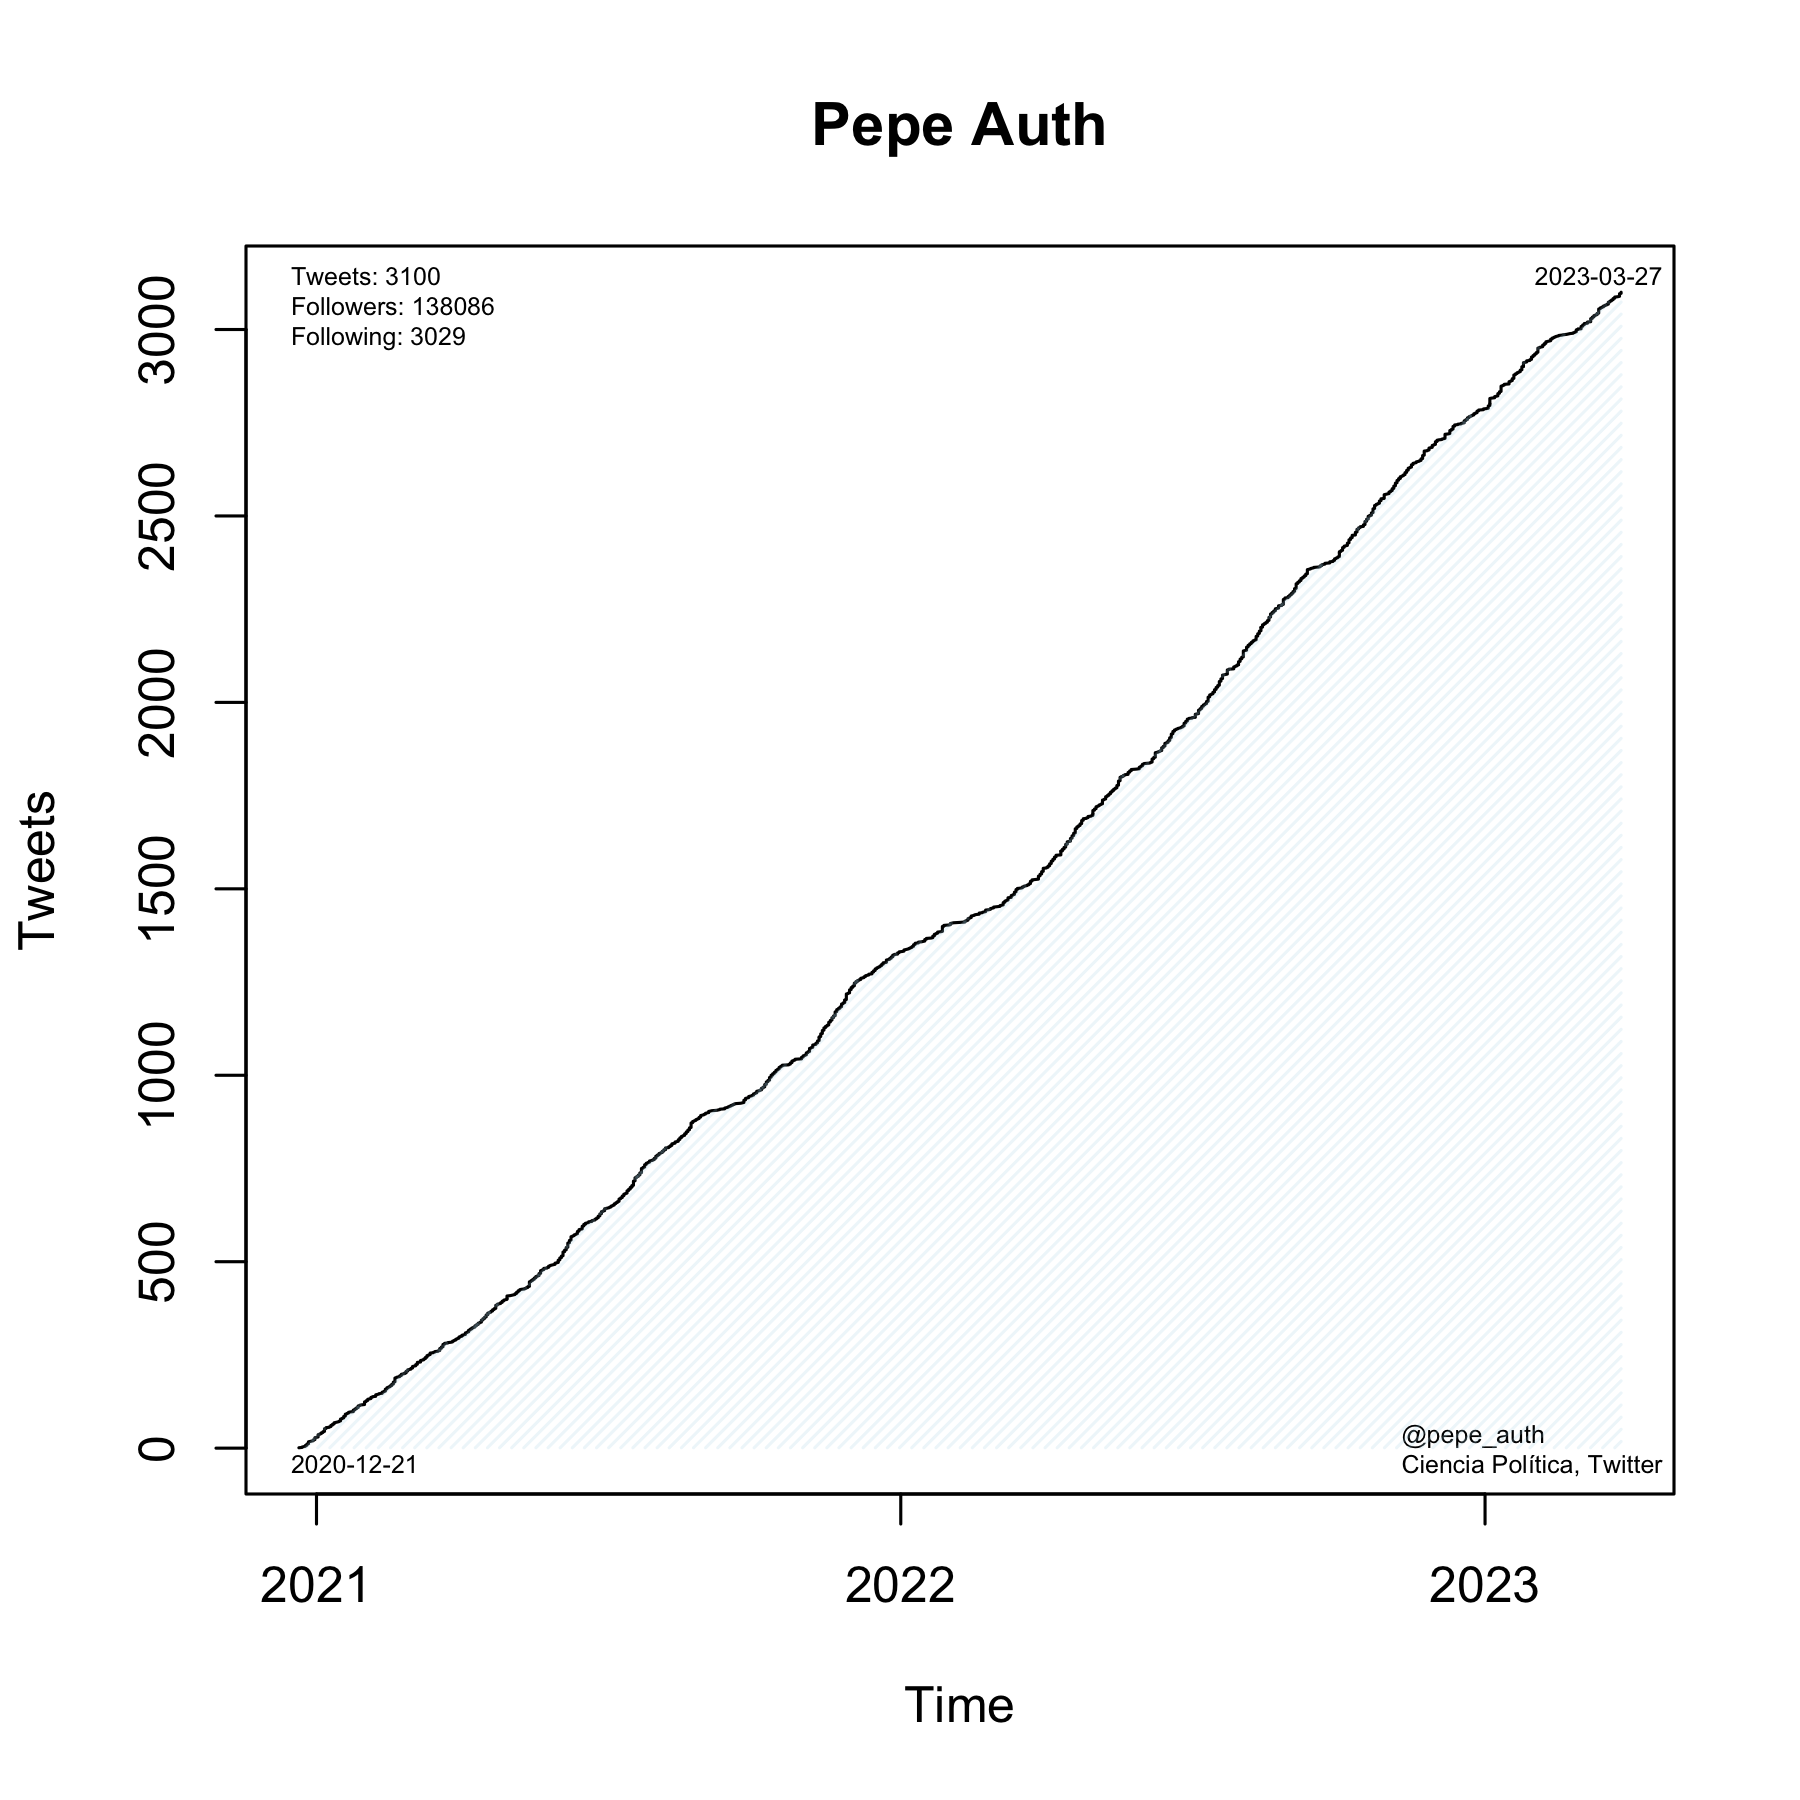 Pepe Auth
Tweets: 3100
Followers: 138086
Following: 3029
2023-03-27
Tweets
3000
2500
2000
1500
1000
500
0
2020-12-21
@pepe_auth
Ciencia Política, Twitter
2021
2022
2023
Time